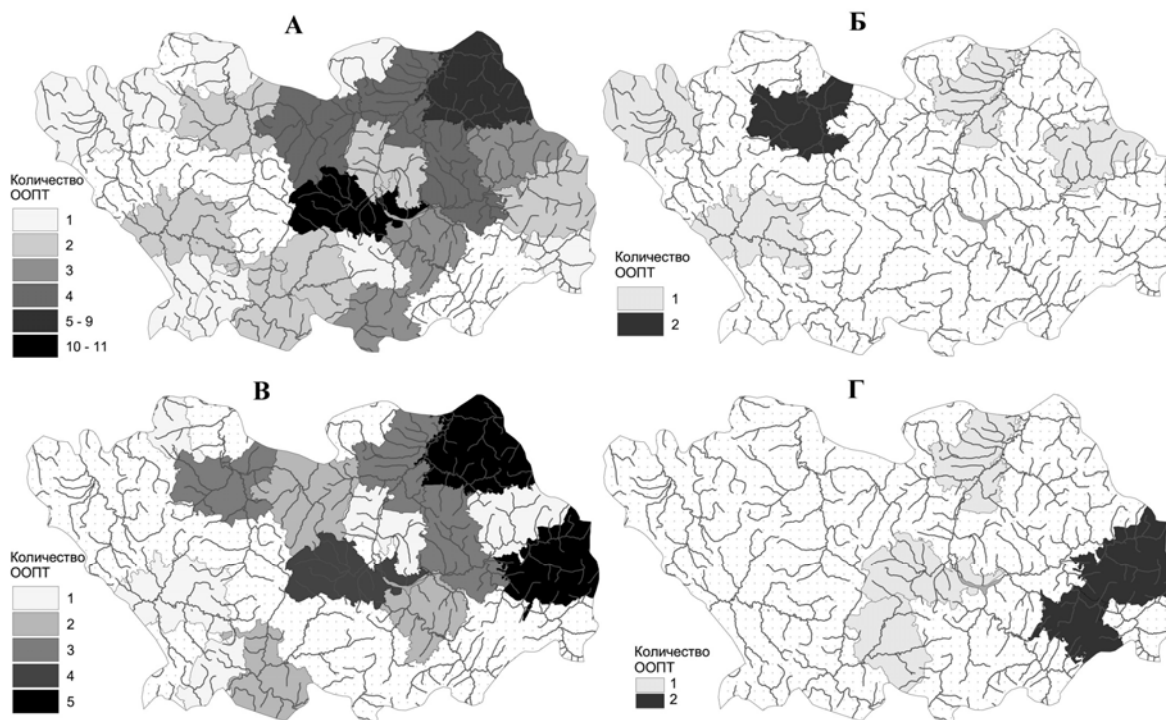 А
Количество
ООПТ
1
2
3
4
5 - 9
10 - 11
Б
Количество
ООПТ
1
2
В
Количество
ООПТ
1
2
3
4
5
Г
Количество
ООПТ
1
2